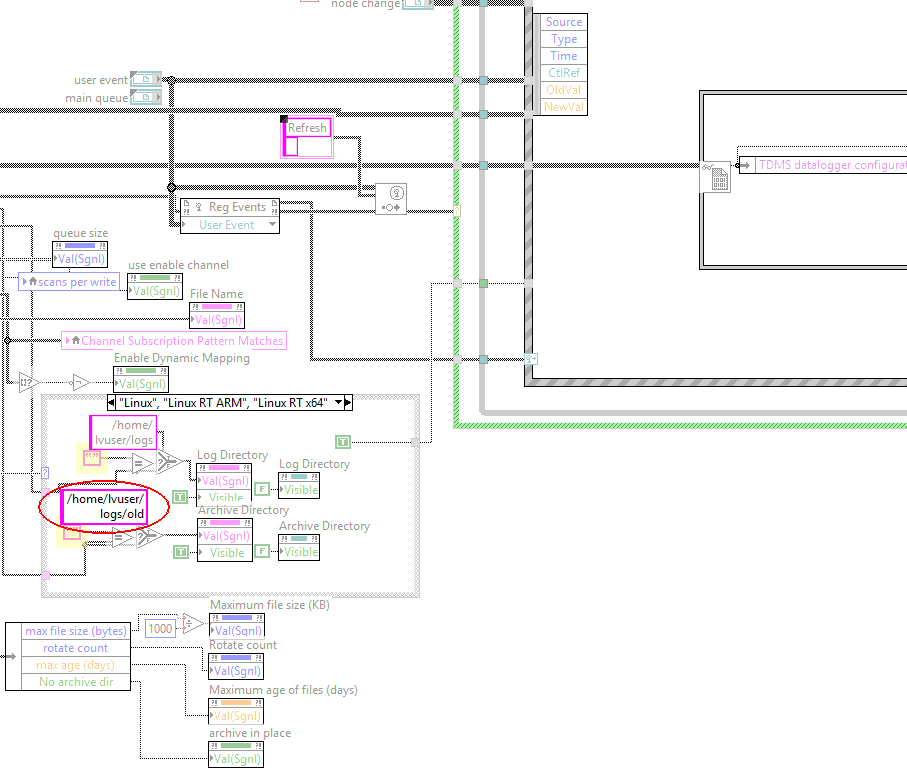 node change
Source
Type
Time
CtlRef
OldVal
NewVal
user event
main queue
Refresh
TDMS datalogger configurat
Reg Events
User Event
queue size
Val(Sgnl)
scans per write
use enable channel
Val(Sgnl)
File Name
Val(Sgnl)
Channel Subscription Pattern Matches
Enable Dynamic Mapping
Val(Sgnl)
"Linux", "Linux RT ARM", "Linux RT x64"
/home/
lvuser/logs
T
Log Directory
Val(Sgnl)
Visible
T
F
Log Directory
Visible
/home/lvuser/
logs/old
Archive Directory
Val(Sgnl)
Visible
T
F
Archive Directory
Visible
Maximum file size (KB)
1000
Val(Sgnl)
max file size (bytes)
rotate count
max age (days)
No archive dir
Rotate count
Val(Sgnl)
Maximum age of files (days)
Val(Sgnl)
archive in place
Val(Sgnl)